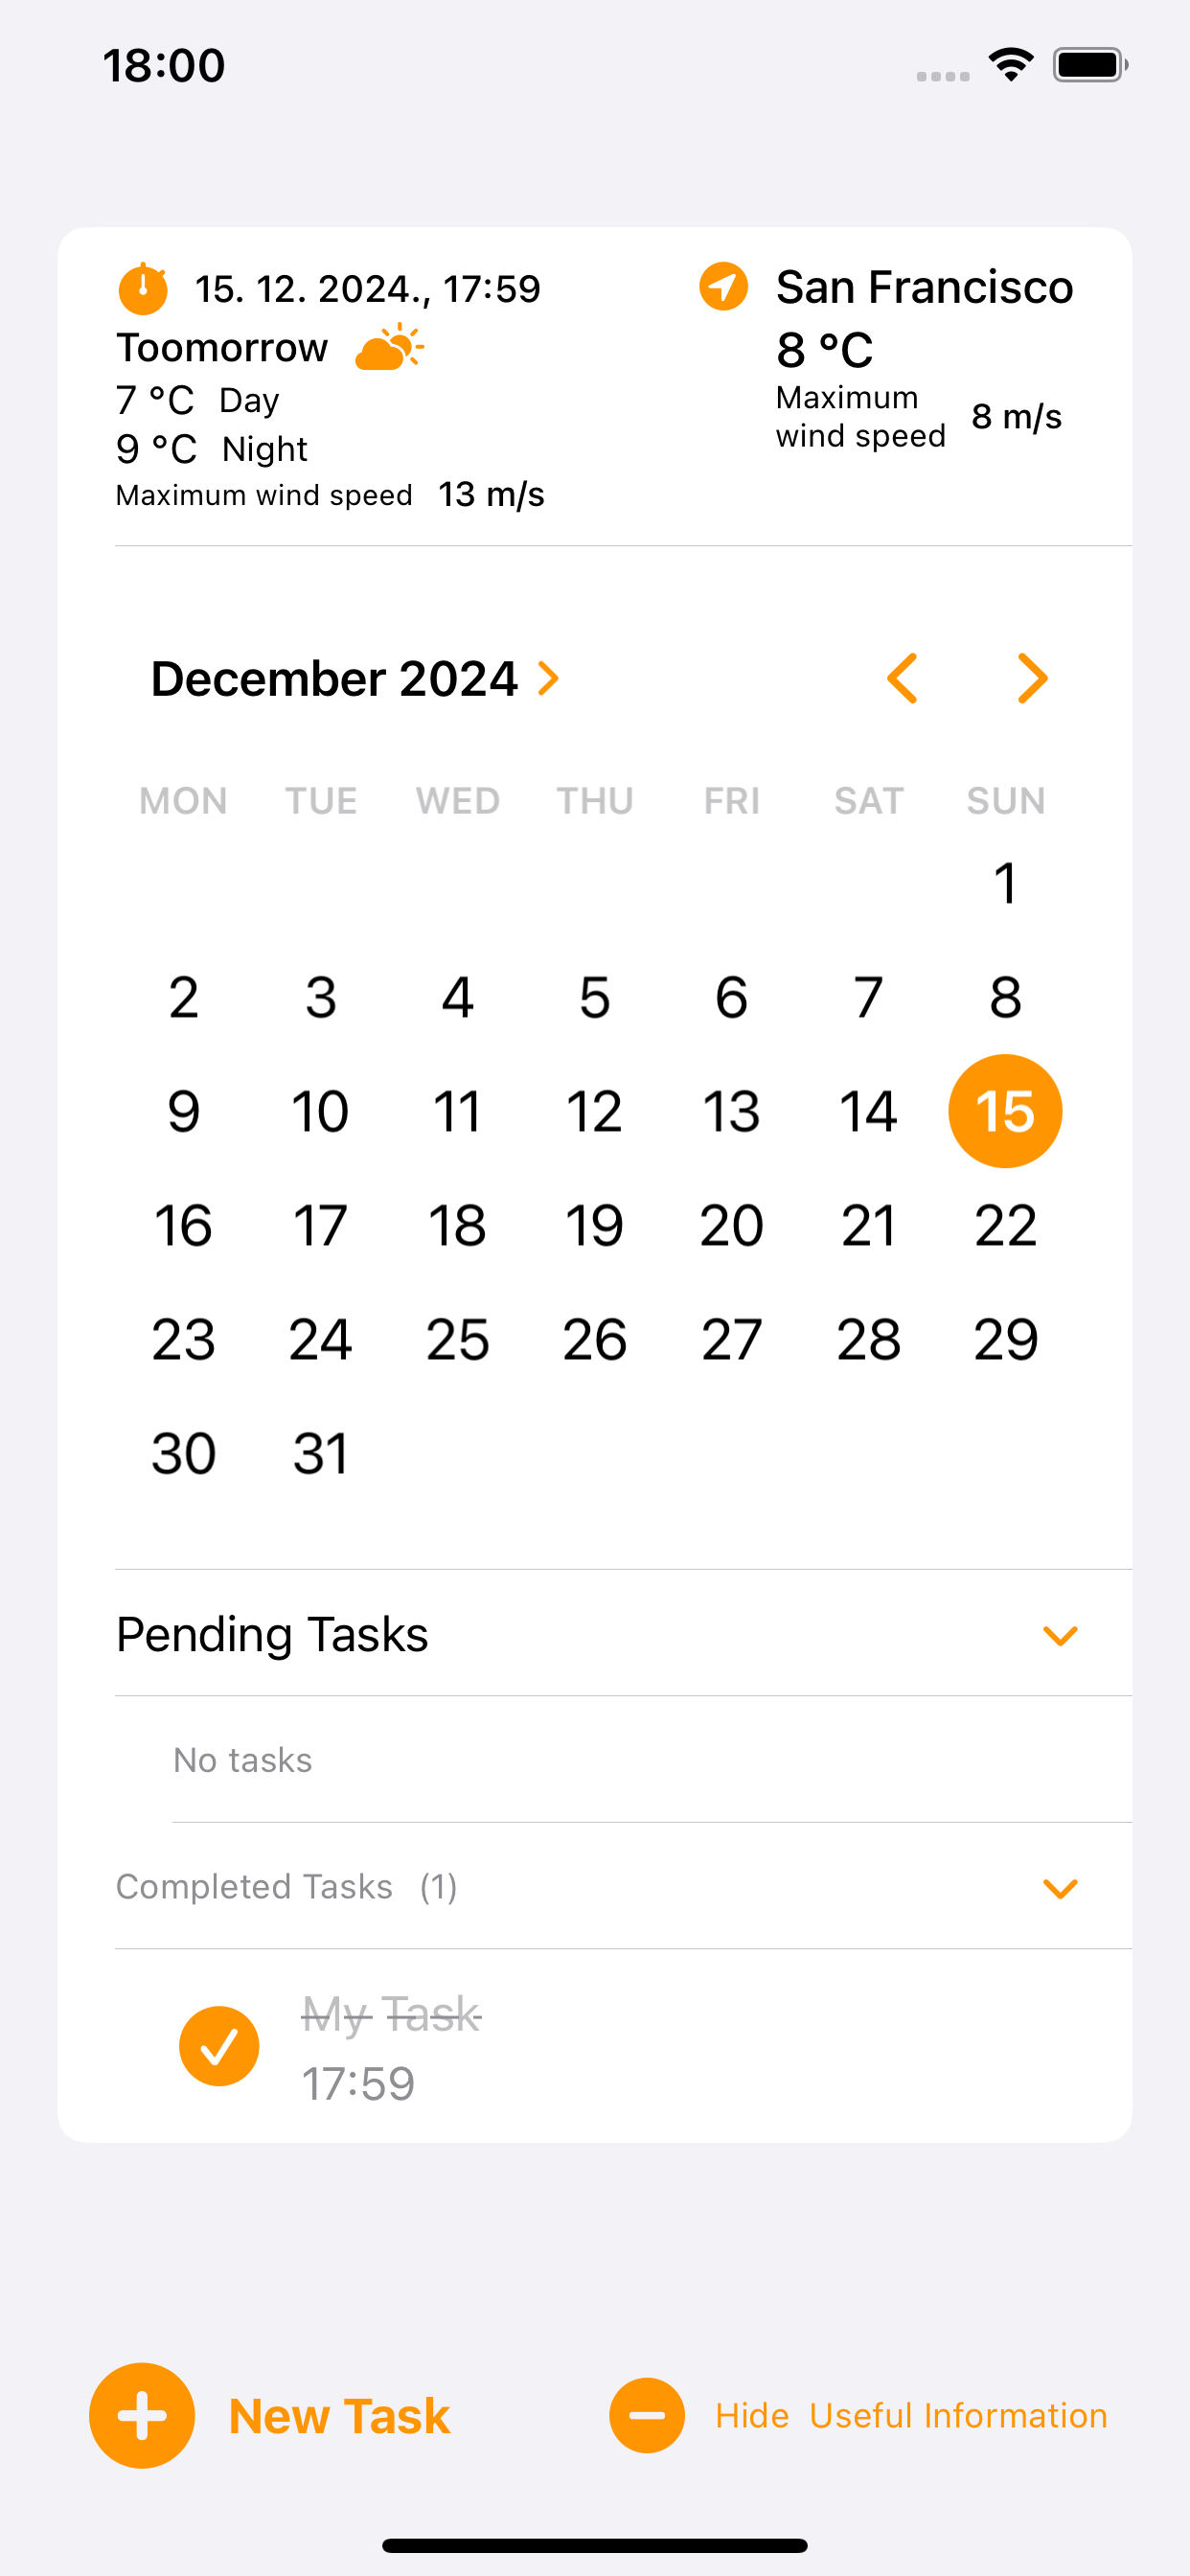 18:00
15. 12. 2024., 17:59
San Francisco
Toomorrow
8 °C
7 °C Day
Maximum wind speed 8 m/s
9 °C Night
Maximum wind speed 13 m/s
December 2024
MON TUE WED THU FRI SAT SUN
1
2 3 4 5 6 7 8
9 10 11 12 13 14 15
16 17 18 19 20 21 22
23 24 25 26 27 28 29
30 31
Pending Tasks
No tasks
Completed Tasks (1)
My Task
17:59
New Task
Hide Useful Information